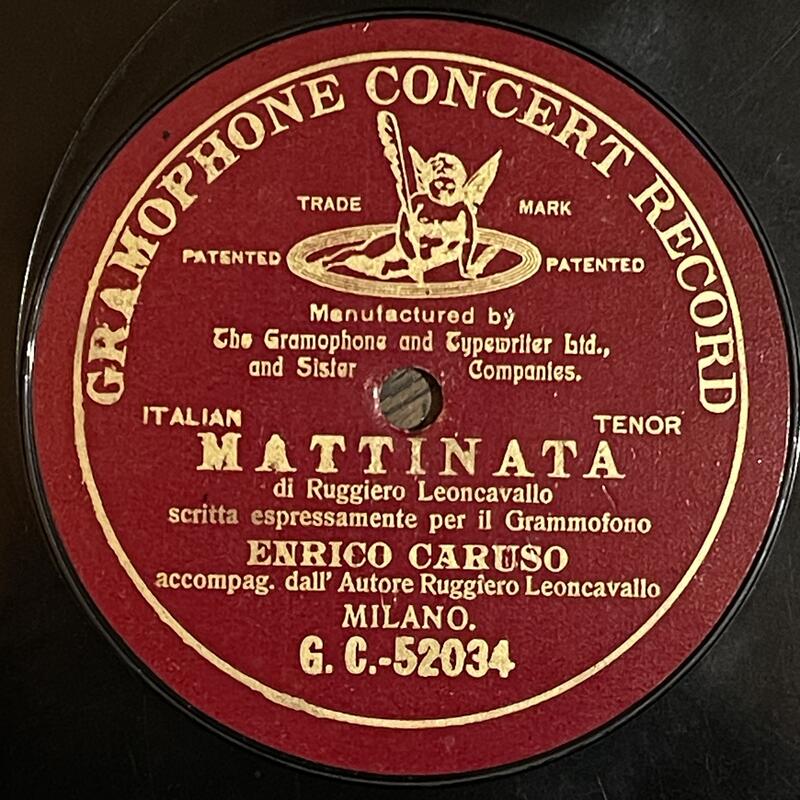 GRAMOPHONE CONCERT RECORD
TRADE MARK
PATENTED PATENTED
Manufactured by
The Gramophone and Typewriter Ltd.,
and Sister Companies.
ITALIAN TENOR
MATTINATA
di Ruggiero Leoncavallo
scritta espressamente per il Grammofono
ENRICO CARUSO
accompag. dall' Autore Ruggiero Leoncavallo
MILANO.
G. C.-52034